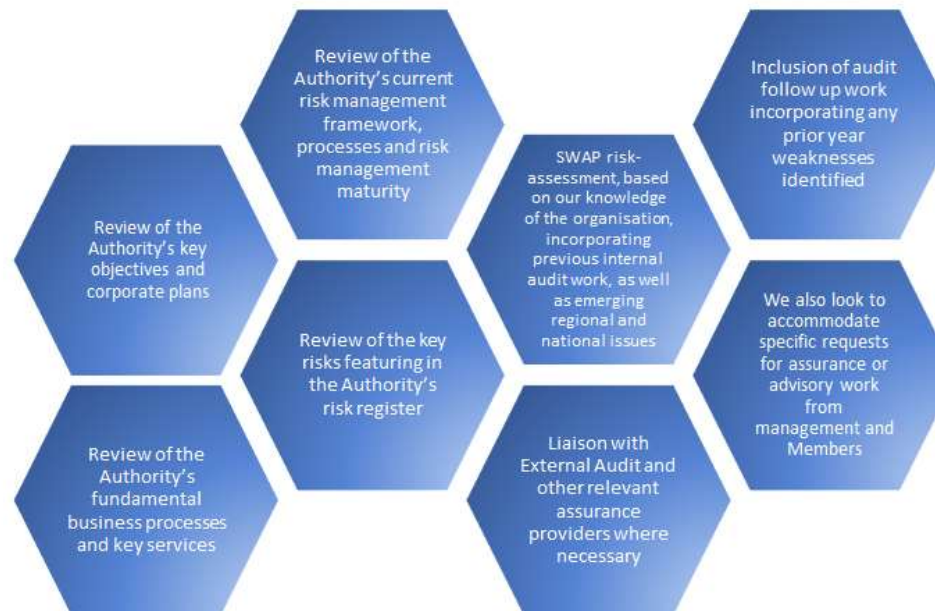 Review of the
Authority's current
risk management
framework,
processes and risk
management
maturity
Inclusion of audit
follow up work
incorporating any
prior year
weaknesses
identified
SWAP risk-
assessment, based
on our knowledge
of the organisation,
incorporating
previous internal
audit work, as well
as emerging
regional and
national issues
Review of the
Authority's key
objectives and
corporate plans
Review of the key
risks featuring in
the Authority's
risk register
We also look to
accommodate
specific requests
for assurance or
advisory work
from
management and
Members
Review of the
Authority's
fundamental
business processes
and key services
Liaison with
External Audit and
other relevant
assurance
providers where
necessary